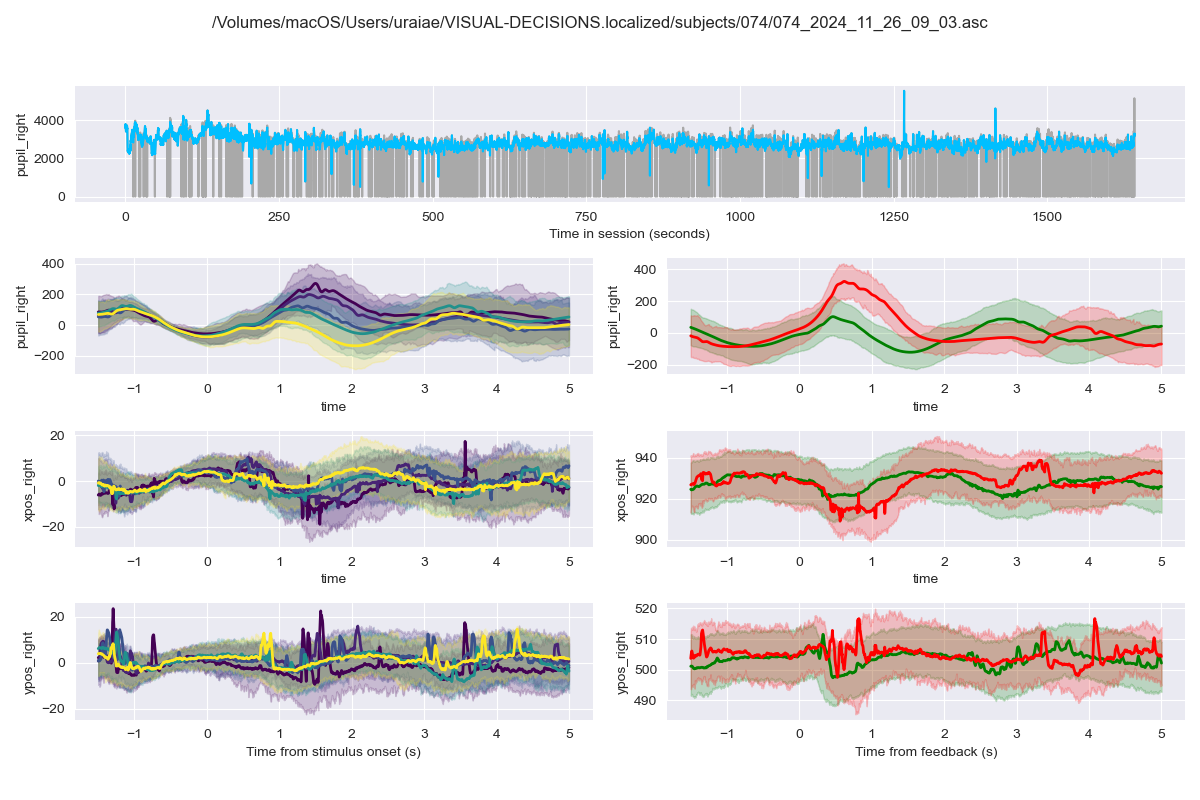 /Volumes/macOS/Users/uraiae/VISUAL-DECISIONS.localized/subjects/074/074_2024_11_26_09_03.asc
pupil_right
4000
2000
0
0 250 500 750 1000 1250 1500
Time in session (seconds)
pupil_right
400
200
0
−200
−1 0 1 2 3 4 5
time
pupil_right
400
200
0
−200
−1 0 1 2 3 4 5
time
xpos_right
20
0
−20
−1 0 1 2 3 4 5
time
xpos_right
940
920
900
−1 0 1 2 3 4 5
time
ypos_right
20
0
−20
−1 0 1 2 3 4 5
Time from stimulus onset (s)
ypos_right
520
510
500
490
−1 0 1 2 3 4 5
Time from feedback (s)